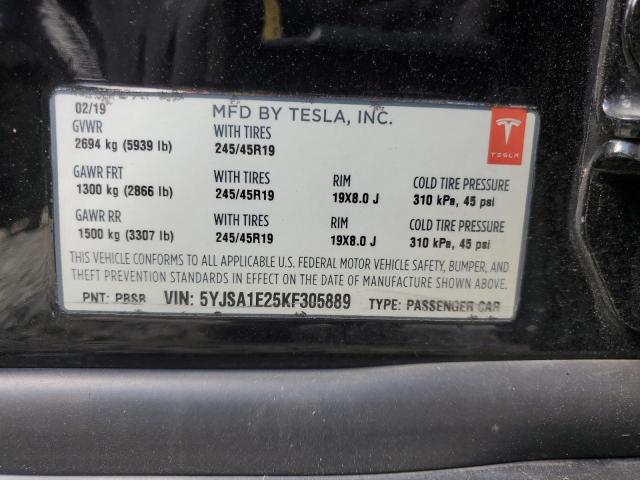 02/19 MFD BY TESLA, INC.
GVWR WITH TIRES
2694 kg (5939 lb) 245/45R19
TESLA
GAWR FRT WITH TIRES RIM COLD TIRE PRESSURE
1300 kg (2866 lb) 245/45R19 19X8.0 J 310 kPa, 45 psi
GAWR RR WITH TIRES RIM COLD TIRE PRESSURE
1500 kg (3307 lb) 245/45R19 19X8.0 J 310 kPa, 45 psi
THIS VEHICLE CONFORMS TO ALL APPLICABLE U.S. FEDERAL MOTOR VEHICLE SAFETY, BUMPER, AND
THEFT PREVENTION STANDARDS IN EFFECT ON THE DATE OF MANUFACTURE SHOWN ABOVE.
PNT: PBSB VIN: 5YJSA1E25KF305889 TYPE: PASSENGER CAR